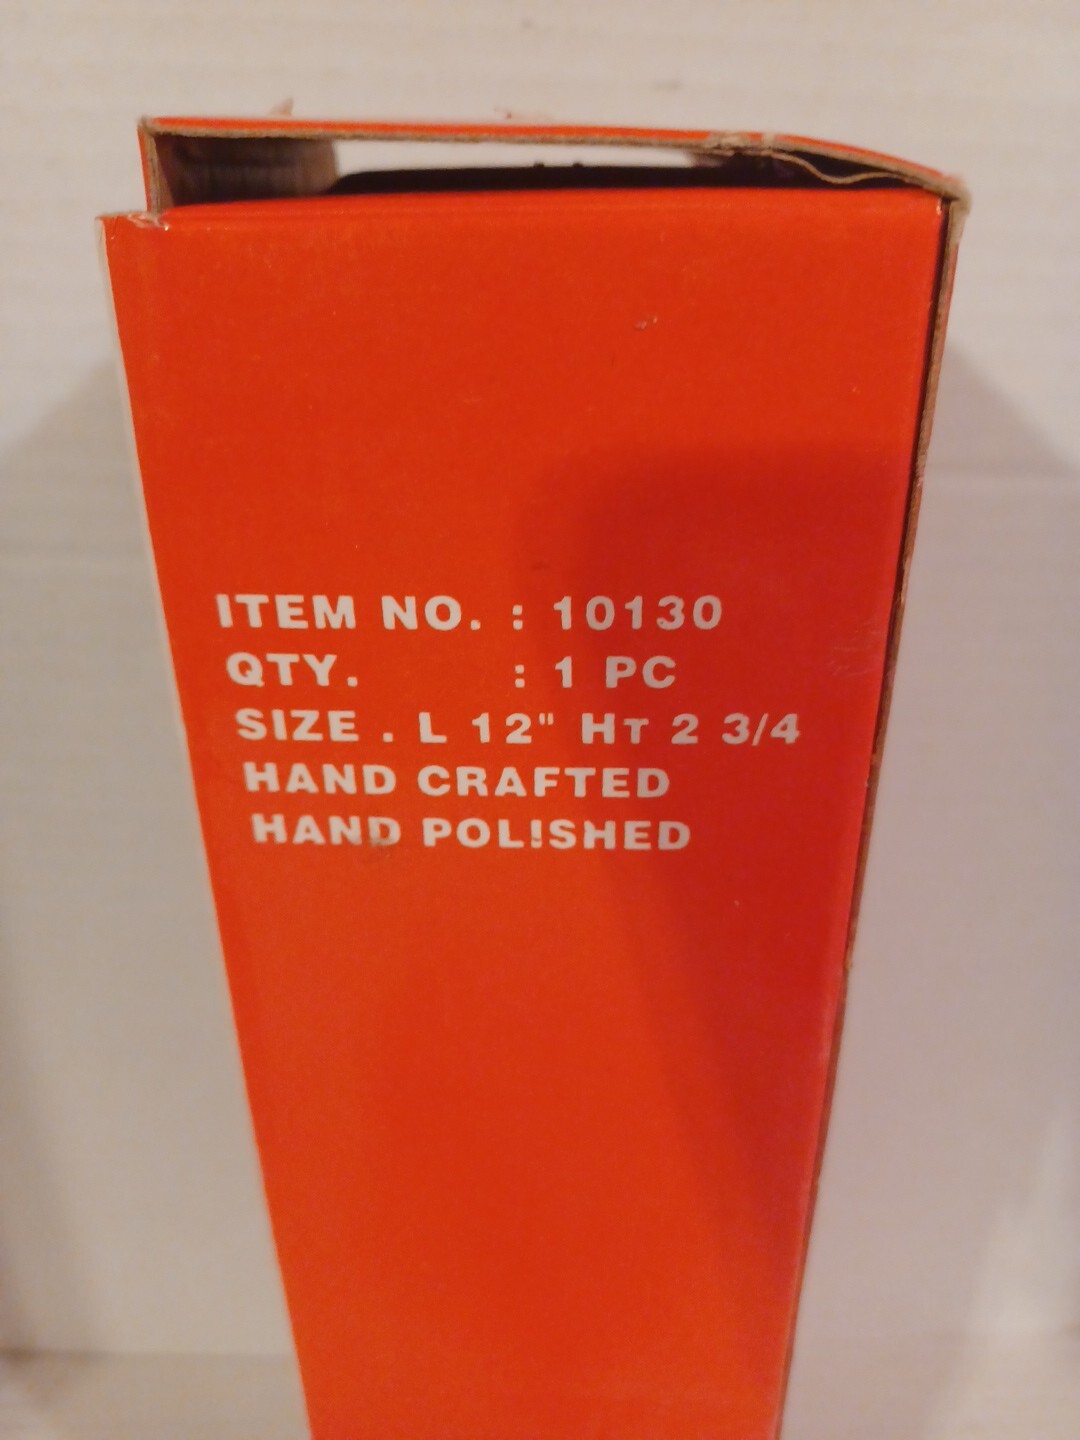 ITEM NO. : 10130
QTY. : 1 PC
SIZE . L 12" HT 2 3/4
HAND CRAFTED
HAND POLISHED